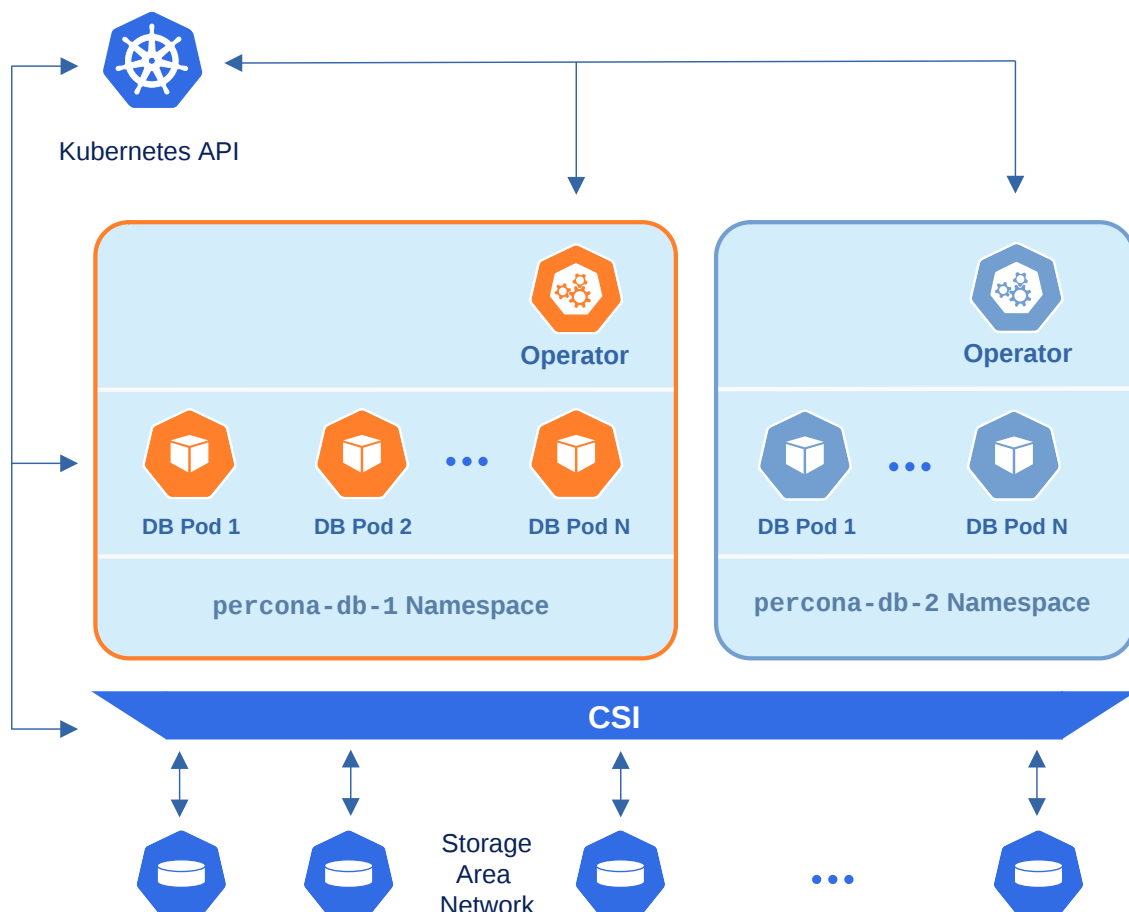 Kubernetes API
Operator
Operator
DB Pod 1
DB Pod 2
DB Pod N
DB Pod 1
DB Pod N
percona-db-1 Namespace
percona-db-2 Namespace
CSI
Storage
Area
Network